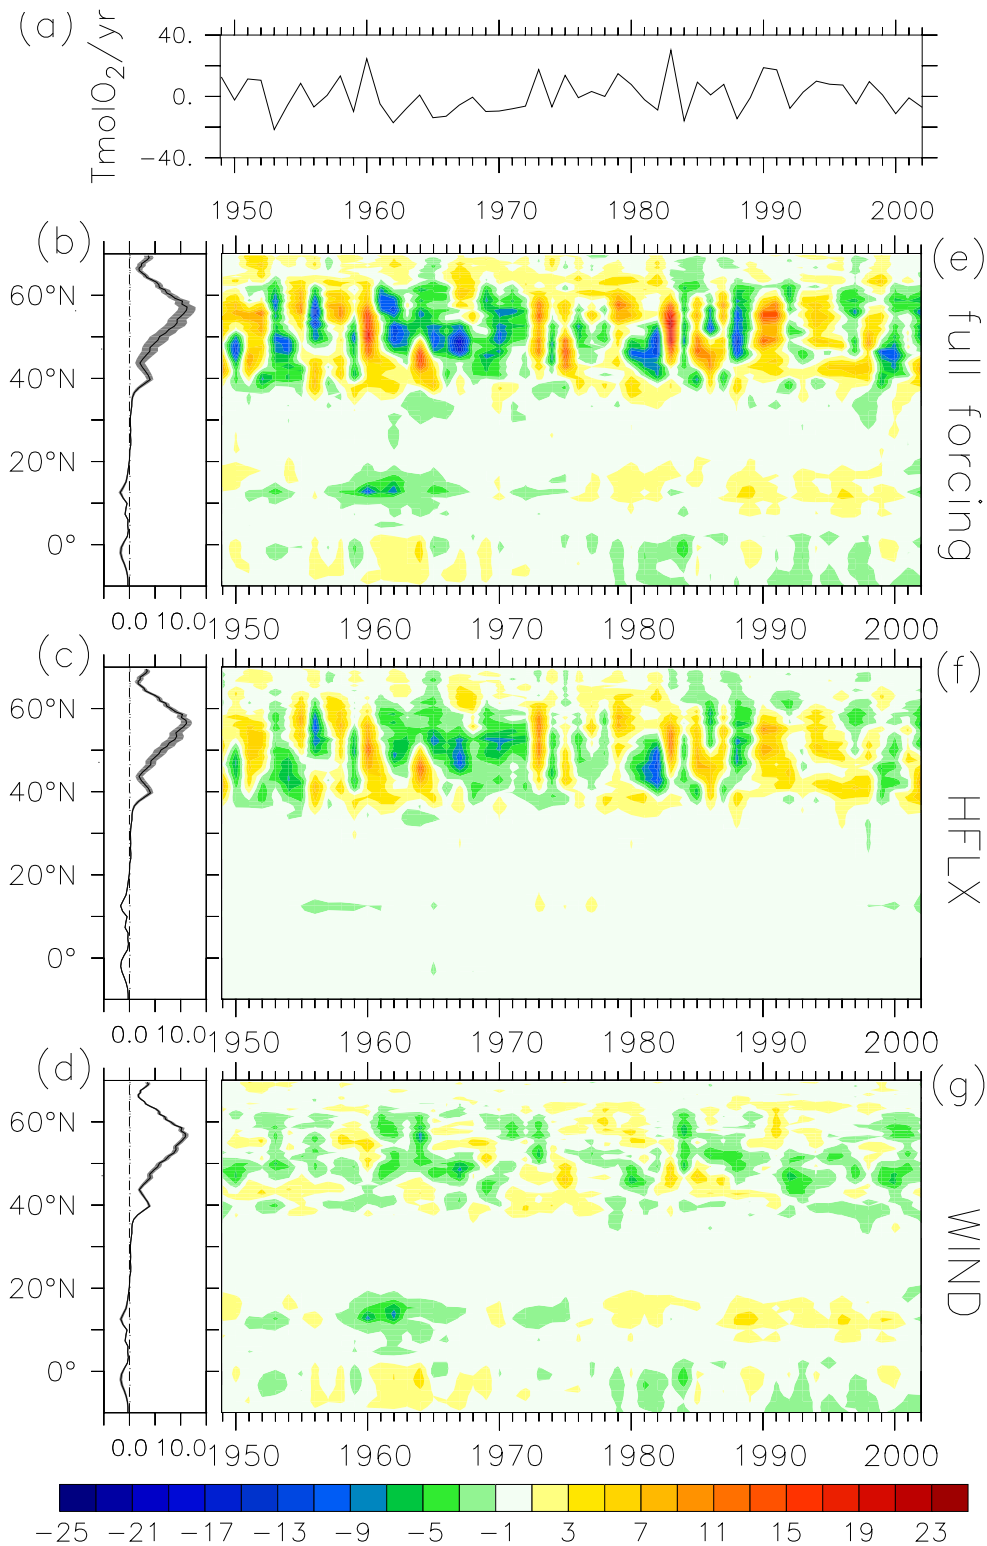 (a)
TmolO₂/yr
40.
0.
−40.
1950 1960 1970 1980 1990 2000
(b)
60°N
40°N
20°N
0°
0.0 10.0
1950 1960 1970 1980 1990 2000
(e)
full forcing
(c)
60°N
40°N
20°N
0°
0.0 10.0
1950 1960 1970 1980 1990 2000
(f)
HFLX
(d)
60°N
40°N
20°N
0°
0.0 10.0
1950 1960 1970 1980 1990 2000
(g)
WIND
−25 −21 −17 −13 −9 −5 −1 3 7 11 15 19 23